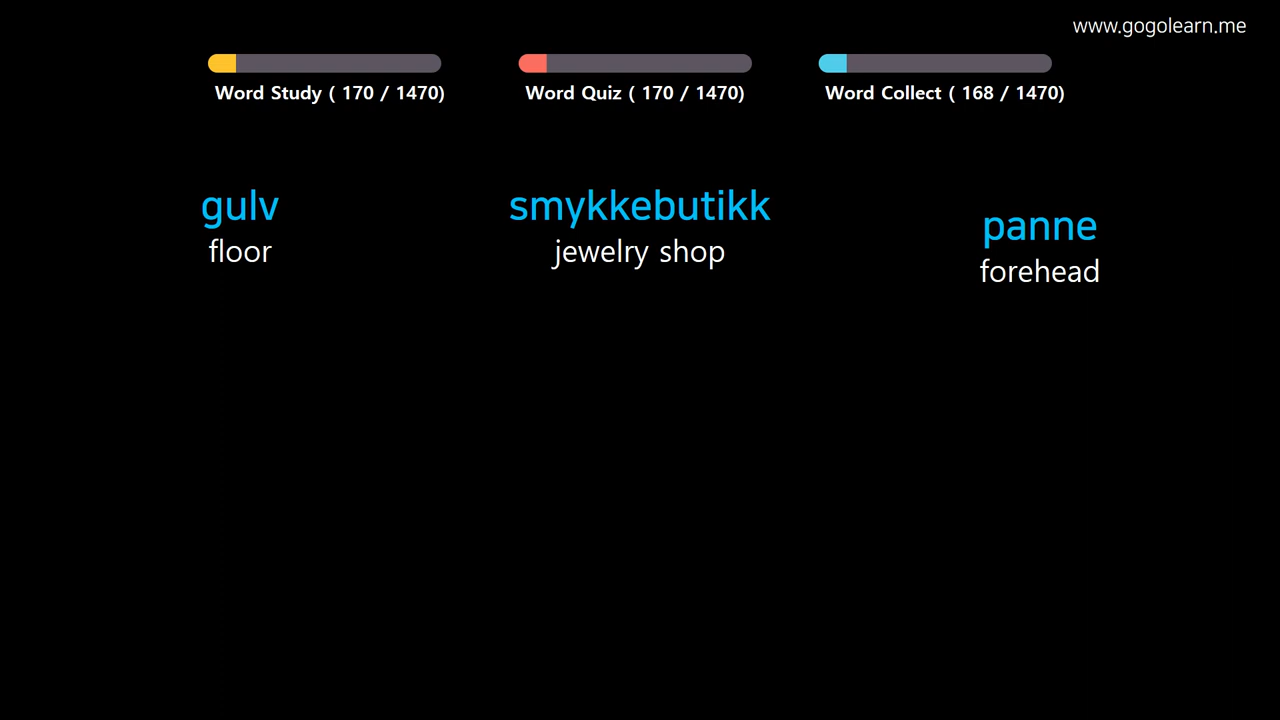 www.gogolearn.me
Word Study ( 170 / 1470)
Word Quiz ( 170 / 1470)
Word Collect ( 168 / 1470)
gulv
floor
smykkebutikk
jewelry shop
panne
forehead